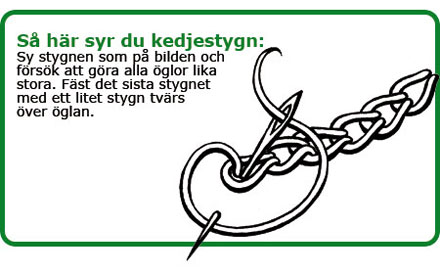 Så här syr du kedjestygn:
Sy stygnen som på bilden och
försök att göra alla öglor lika
stora. Fäst det sista stygnet
med ett litet stygn tvärs
över öglan.